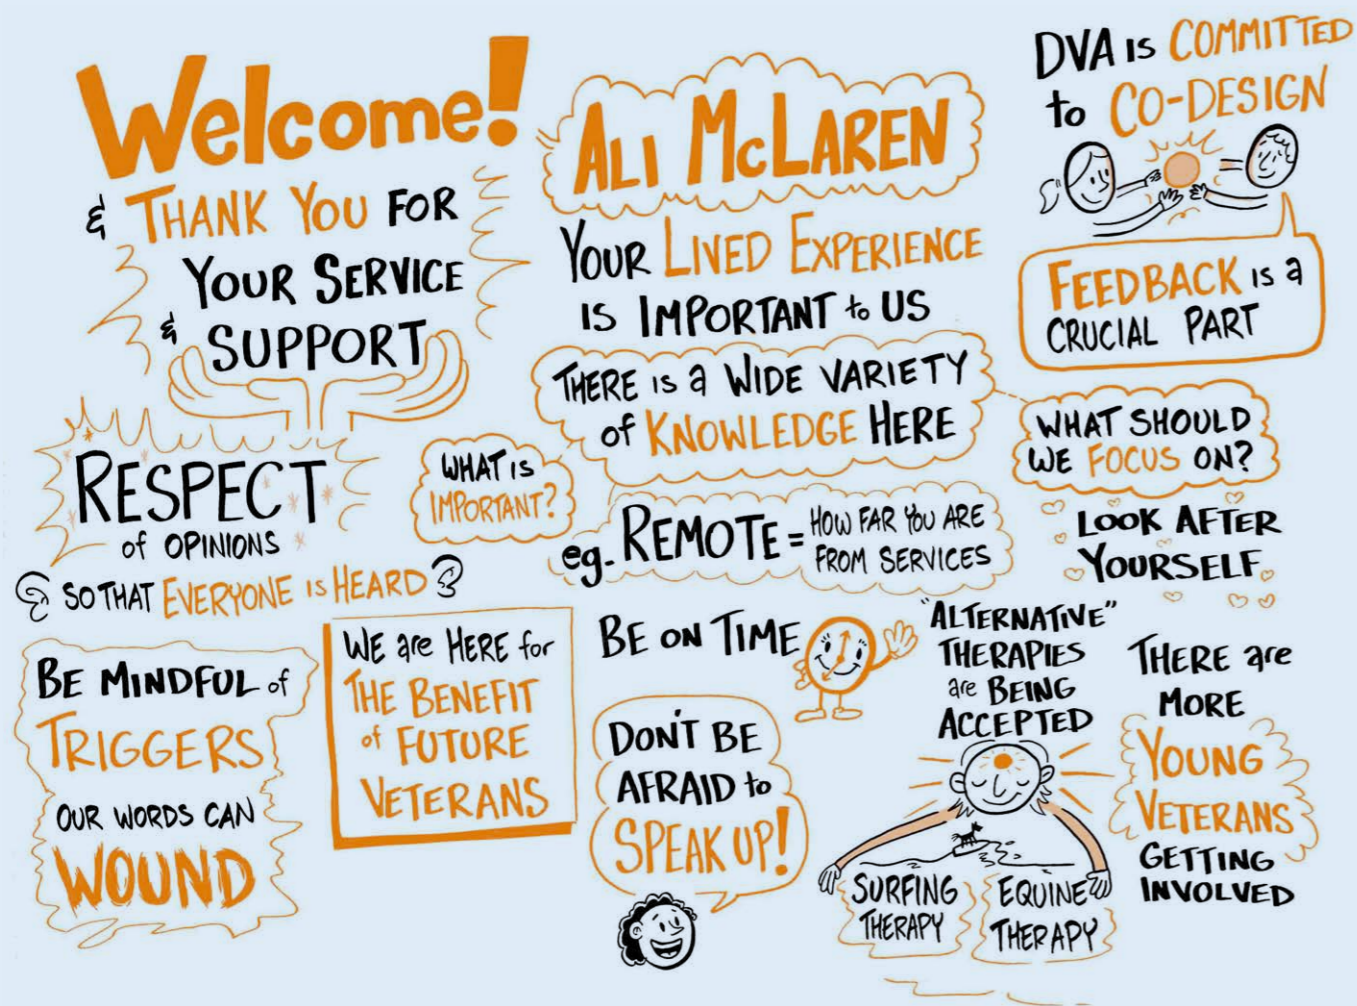 Welcome!
& THANK YOU FOR
YOUR SERVICE
& SUPPORT
ALI McLAREN
YOUR LIVED EXPERIENCE
IS IMPORTANT to US
THERE IS a WIDE VARIETY
of KNOWLEDGE HERE
DVA IS COMMITTED
to CO-DESIGN
FEEDBACK IS a
CRUCIAL PART
WHAT SHOULD
WE FOCUS ON?
LOOK AFTER
YOURSELF
RESPECT
of OPINIONS
SO THAT EVERYONE IS HEARD
WHAT IS
IMPORTANT?
eg. REMOTE = HOW FAR YOU ARE
FROM SERVICES
BE MINDFUL of
TRIGGERS
OUR WORDS CAN
WOUND
WE are HERE for
THE BENEFIT
of FUTURE
VETERANS
BE ON TIME
DON'T BE
AFRAID to
SPEAK UP!
"ALTERNATIVE"
THERAPIES
are BEING
ACCEPTED
SURFING
THERAPY
EQUINE
THERAPY
THERE are
MORE
YOUNG
VETERANS
GETTING
INVOLVED